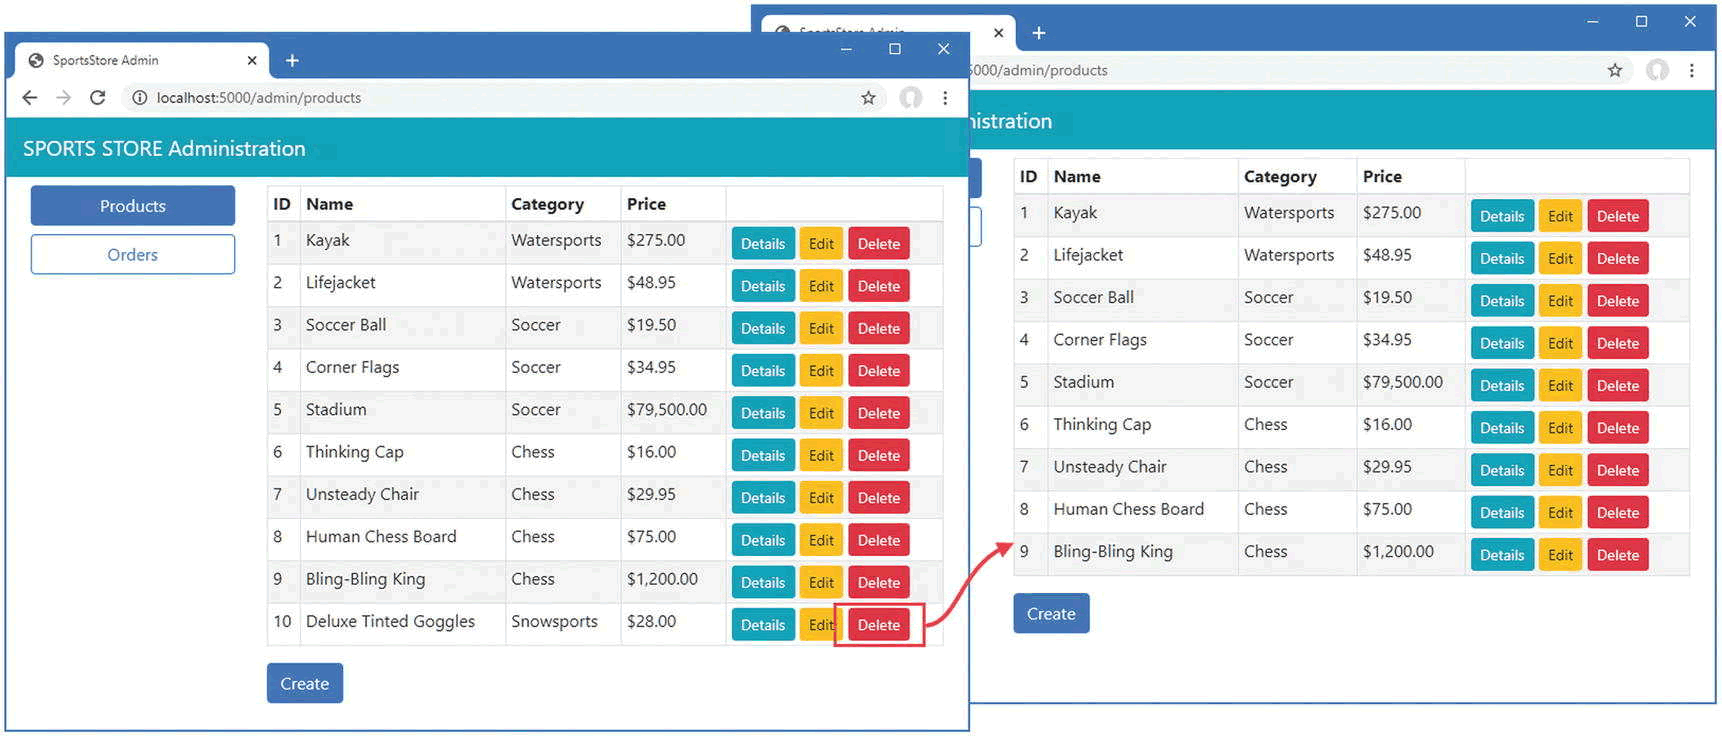 SportsStore Admin
localhost:5000/admin/products
SPORTS STORE Administration
Products
Orders
ID Name Category Price
1 Kayak Watersports $275.00 Details Edit Delete
2 Lifejacket Watersports $48.95 Details Edit Delete
3 Soccer Ball Soccer $19.50 Details Edit Delete
4 Corner Flags Soccer $34.95 Details Edit Delete
5 Stadium Soccer $79,500.00 Details Edit Delete
6 Thinking Cap Chess $16.00 Details Edit Delete
7 Unsteady Chair Chess $29.95 Details Edit Delete
8 Human Chess Board Chess $75.00 Details Edit Delete
9 Bling-Bling King Chess $1,200.00 Details Edit Delete
10 Deluxe Tinted Goggles Snowsports $28.00 Details Edit Delete
Create
SportsStore Admin
5000/admin/products
nistration
ID Name Category Price
1 Kayak Watersports $275.00 Details Edit Delete
2 Lifejacket Watersports $48.95 Details Edit Delete
3 Soccer Ball Soccer $19.50 Details Edit Delete
4 Corner Flags Soccer $34.95 Details Edit Delete
5 Stadium Soccer $79,500.00 Details Edit Delete
6 Thinking Cap Chess $16.00 Details Edit Delete
7 Unsteady Chair Chess $29.95 Details Edit Delete
8 Human Chess Board Chess $75.00 Details Edit Delete
9 Bling-Bling King Chess $1,200.00 Details Edit Delete
Create